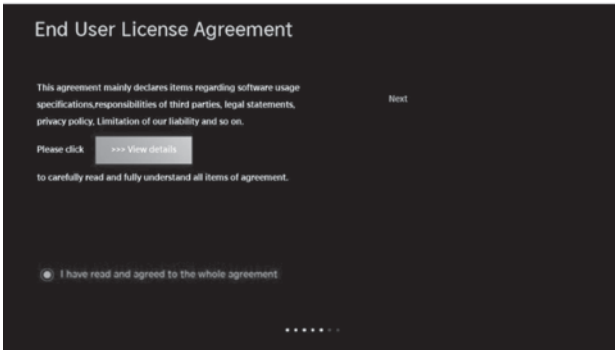 End User License Agreement
This agreement mainly declares items regarding software usage
specifications,responsibilities of third parties, legal statements,
privacy policy, Limitation of our liability and so on.
Next
Please click >>> View details
to carefully read and fully understand all items of agreement.
I have read and agreed to the whole agreement